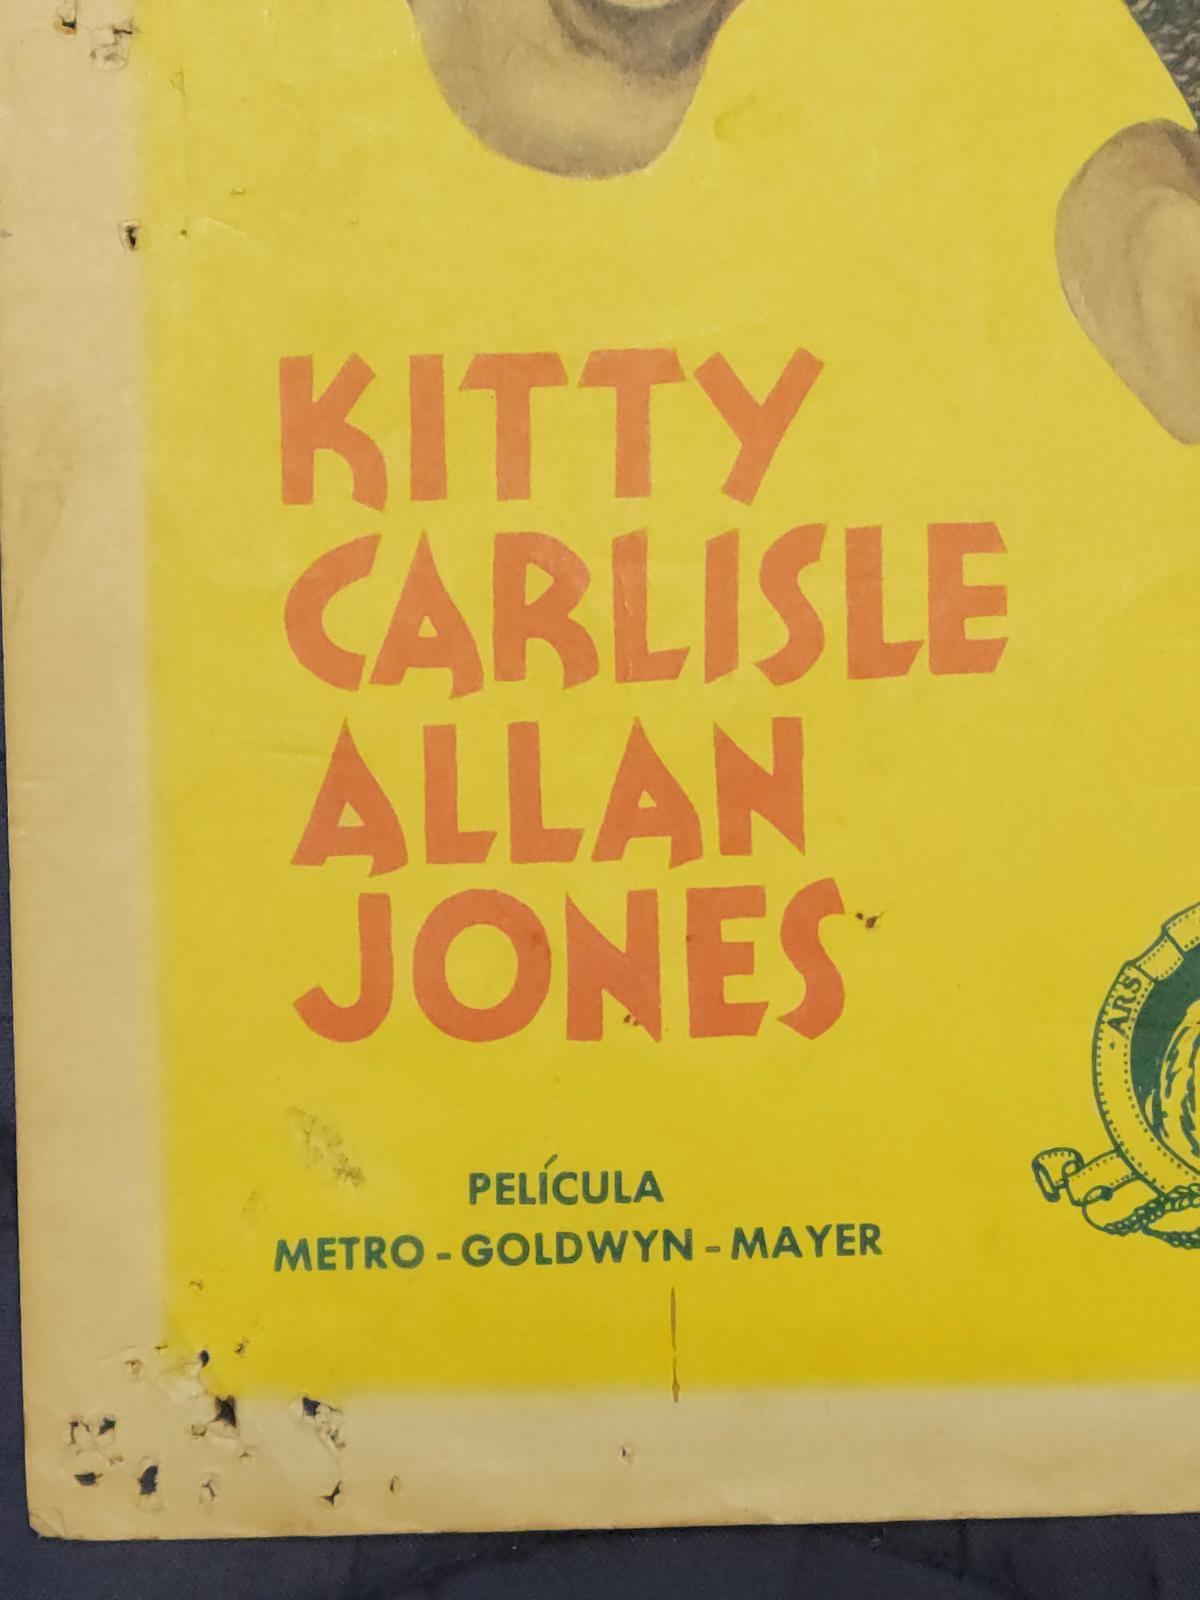 KITTY
CARLISLE
ALLAN
JONES
ARS
PELÍCULA
METRO - GOLDWYN - MAYER